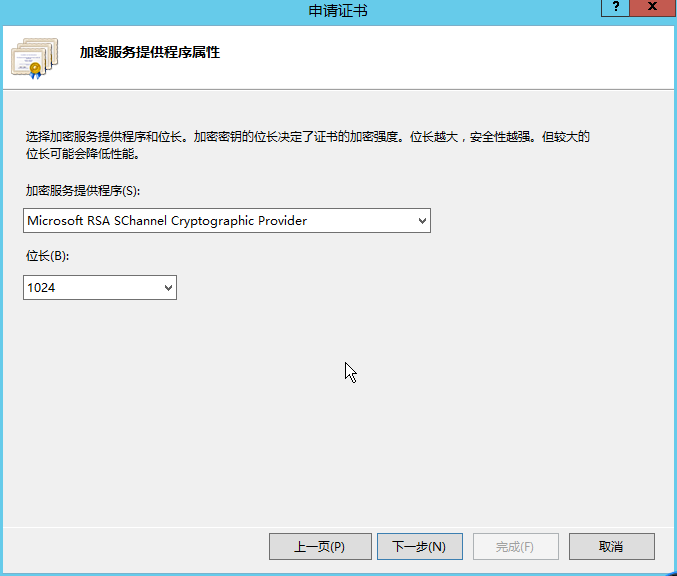 申请证书
?
x
加密服务提供程序属性
选择加密服务提供程序和位长。加密密钥的位长决定了证书的加密强度。位长越大，安全性越强。但较大的
位长可能会降低性能。
加密服务提供程序(S):
Microsoft RSA SChannel Cryptographic Provider
位长(B):
1024
上一页(P)
下一步(N)
完成(F)
取消